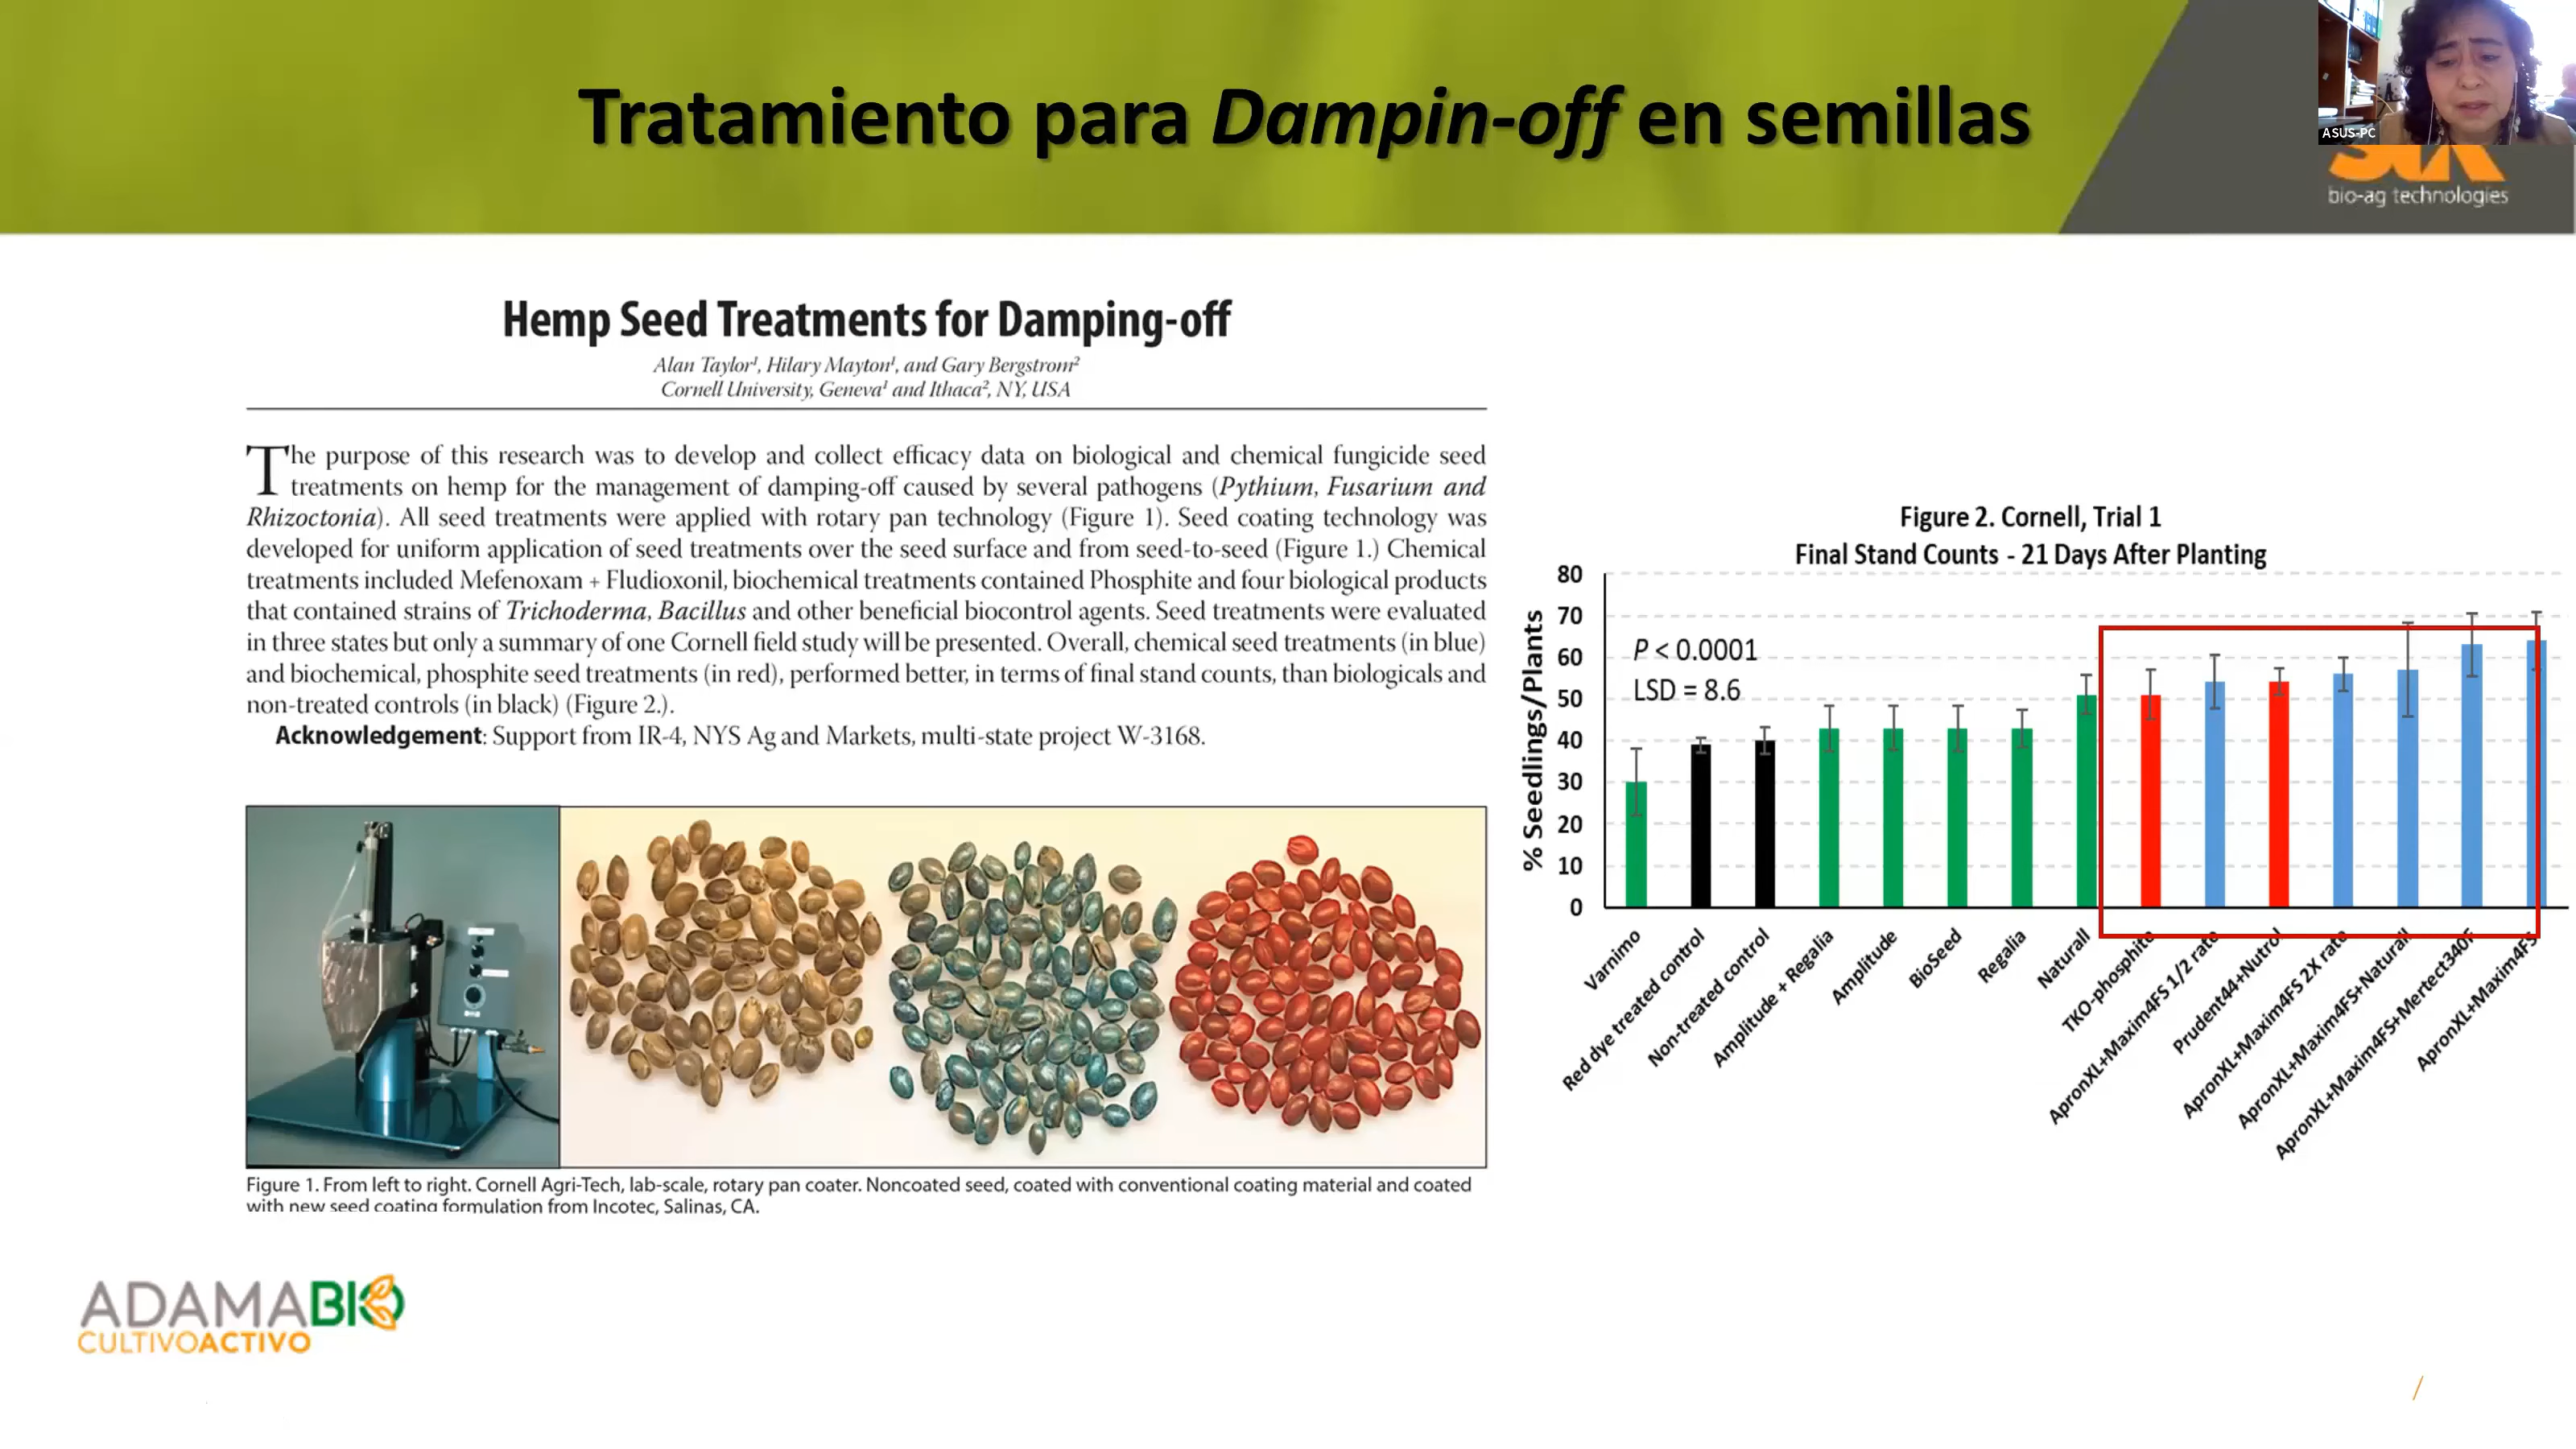 Tratamiento para Dampin-off en semillas
ASUS-PC
bio-ag technologies
Hemp Seed Treatments for Damping-off
Alan Taylor¹, Hilary Mayton¹, and Gary Bergstrom²
Cornell University, Geneva¹ and Ithaca², NY, USA
The purpose of this research was to develop and collect efficacy data on biological and chemical fungicide seed
treatments on hemp for the management of damping-off caused by several pathogens (Pythium, Fusarium and
Rhizoctonia). All seed treatments were applied with rotary pan technology (Figure 1). Seed coating technology was
developed for uniform application of seed treatments over the seed surface and from seed-to-seed (Figure 1.) Chemical
treatments included Mefenoxam + Fludioxonil, biochemical treatments contained Phosphite and four biological products
that contained strains of Trichoderma, Bacillus and other beneficial biocontrol agents. Seed treatments were evaluated
in three states but only a summary of one Cornell field study will be presented. Overall, chemical seed treatments (in blue)
and biochemical, phosphite seed treatments (in red), performed better, in terms of final stand counts, than biologicals and
non-treated controls (in black) (Figure 2.).
Acknowledgement: Support from IR-4, NYS Ag and Markets, multi-state project W-3168.
Figure 1. From left to right. Cornell Agri-Tech, lab-scale, rotary pan coater. Noncoated seed, coated with conventional coating material and coated
with new seed coating formulation from Incotec, Salinas, CA.
Figure 2. Cornell, Trial 1
Final Stand Counts - 21 Days After Planting
% Seedlings/Plants
80
70
60
50
40
30
20
10
0
P < 0.0001
LSD = 8.6
Varnimo
Red dye treated control
Non-treated control
Amplitude + Regalia
Amplitude
BioSeed
Regalia
Naturall
TKO-phosphite
ApronXL+Maxim4FS 1/2 rate
Prudent44+Nutrol
ApronXL+Maxim4FS 2X rate
ApronXL+Maxim4FS+Naturall
ApronXL+Maxim4FS+Mertect340F
ApronXL+Maxim4FS
ADAMABIO
CULTIVOACTIVO
/